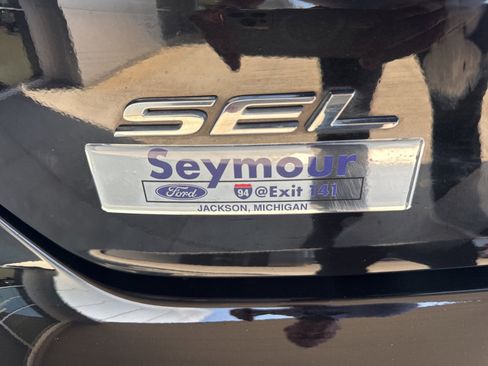 SEL
Seymour
Ford 94 @Exit 141
JACKSON, MICHIGAN